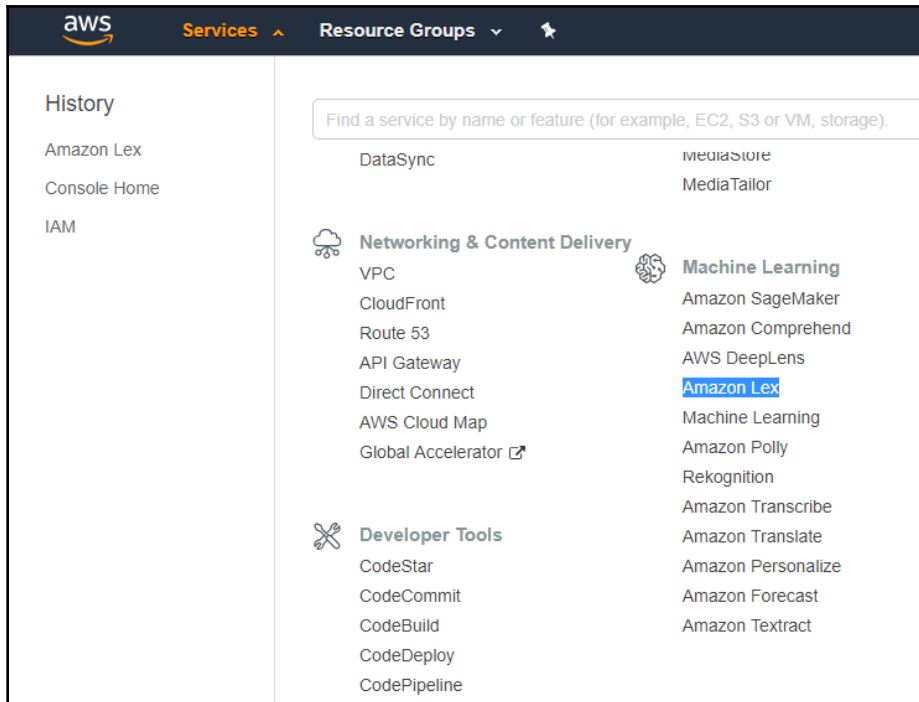 aws Services Resource Groups
History
Amazon Lex
Console Home
IAM
Find a service by name or feature (for example, EC2, S3 or VM, storage).
DataSync
Networking & Content Delivery
VPC
CloudFront
Route 53
API Gateway
Direct Connect
AWS Cloud Map
Global Accelerator
Developer Tools
CodeStar
CodeCommit
CodeBuild
CodeDeploy
CodePipeline
MediaStore
MediaTailor
Machine Learning
Amazon SageMaker
Amazon Comprehend
AWS DeepLens
Amazon Lex
Machine Learning
Amazon Polly
Rekognition
Amazon Transcribe
Amazon Translate
Amazon Personalize
Amazon Forecast
Amazon Textract